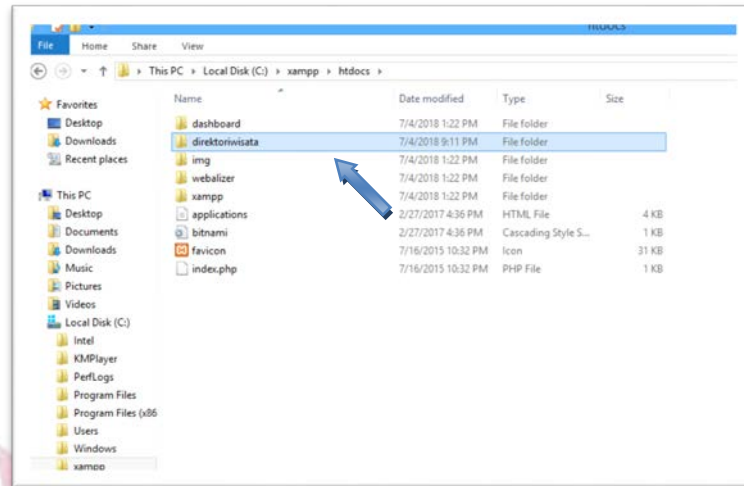 htdocs
File Home Share View
This PC Local Disk (C:) xampp htdocs
Name Date modified Type Size
Favorites
Desktop
Downloads
Recent places
This PC
Desktop
Documents
Downloads
Music
Pictures
Videos
Local Disk (C:)
Intel
KMPlayer
PerfLogs
Program Files
Program Files (x86
Users
Windows
xampp
dashboard 7/4/2018 1:22 PM File folder
direktoriwisata 7/4/2018 9:11 PM File folder
img 7/4/2018 1:22 PM File folder
webalizer 7/4/2018 1:22 PM File folder
xampp 7/4/2018 1:22 PM File folder
applications 2/27/2017 4:36 PM HTML File 4 KB
bitnami 2/27/2017 4:36 PM Cascading Style S... 1 KB
favicon 7/16/2015 10:32 PM Icon 31 KB
index.php 7/16/2015 10:32 PM PHP File 1 KB